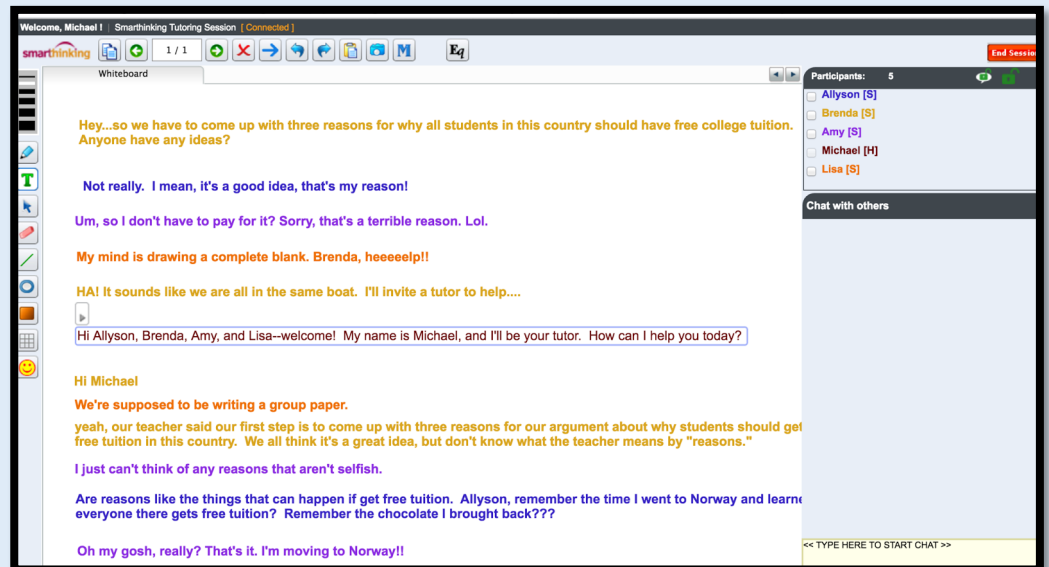 Welcome, Michael ! | Smarthinking Tutoring Session [ Connected ]
smarthinking
1 / 1
M
Eq
End Sessio
Whiteboard
Participants: 5
Allyson [S]
Brenda [S]
Amy [S]
Michael [H]
Lisa [S]
Chat with others
Hey...so we have to come up with three reasons for why all students in this country should have free college tuition.
Anyone have any ideas?
Not really. I mean, it's a good idea, that's my reason!
Um, so I don't have to pay for it? Sorry, that's a terrible reason. Lol.
My mind is drawing a complete blank. Brenda, heeeeelp!!
HA! It sounds like we are all in the same boat. I'll invite a tutor to help....
Hi Allyson, Brenda, Amy, and Lisa--welcome! My name is Michael, and I'll be your tutor. How can I help you today?
Hi Michael
We're supposed to be writing a group paper.
yeah, our teacher said our first step is to come up with three reasons for our argument about why students should get
free tuition in this country. We all think it's a great idea, but don't know what the teacher means by "reasons."
I just can't think of any reasons that aren't selfish.
Are reasons like the things that can happen if get free tuition. Allyson, remember the time I went to Norway and learne
everyone there gets free tuition? Remember the chocolate I brought back???
Oh my gosh, really? That's it. I'm moving to Norway!!
<< TYPE HERE TO START CHAT >>
T